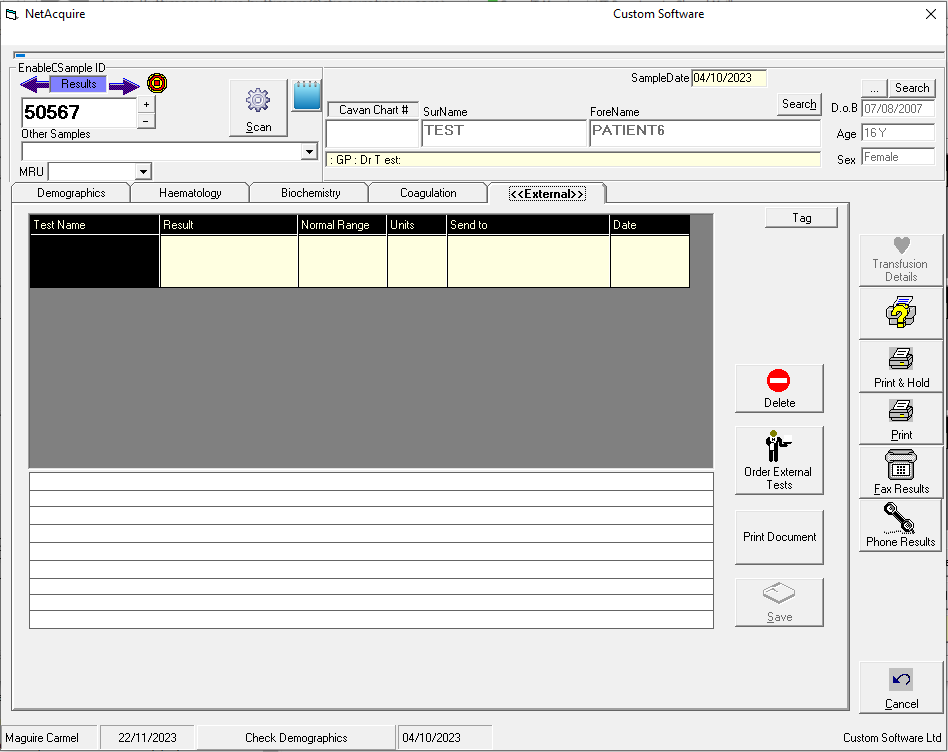 NetAcquire
Custom Software
EnableCSample ID
Results
50567
+
-
Other Samples
MRU
Scan
SampleDate 04/10/2023
Cavan Chart #
SurName
ForeName
Search
TEST
PATIENT6
: GP : Dr T est:
... Search
D.o.B 07/08/2007
Age 16 Y
Sex Female
Demographics
Haematology
Biochemistry
Coagulation
<<External>>
Test Name
Result
Normal Range
Units
Send to
Date
Tag
Delete
Order External
Tests
Print Document
Save
Transfusion
Details
?
Print & Hold
Print
Fax Results
Phone Results
Cancel
Maguire Carmel
22/11/2023
Check Demographics
04/10/2023
Custom Software Ltd